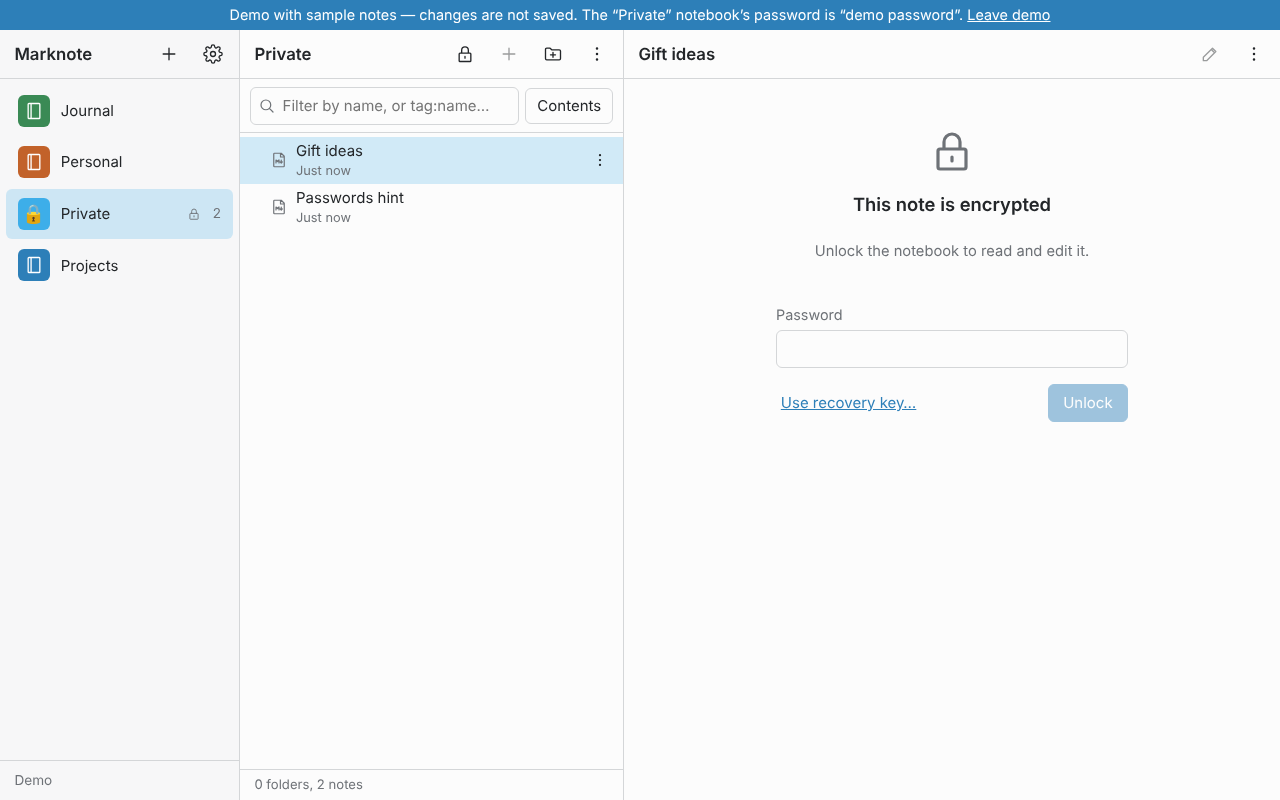 Demo with sample notes — changes are not saved. The “Private” notebook’s password is “demo password”. Leave demo
Marknote
Journal
Personal
Private 2
Projects
Demo
Private
Filter by name, or tag:name...
Contents
Gift ideas
Just now
Passwords hint
Just now
0 folders, 2 notes
Gift ideas
This note is encrypted
Unlock the notebook to read and edit it.
Password
Use recovery key...
Unlock